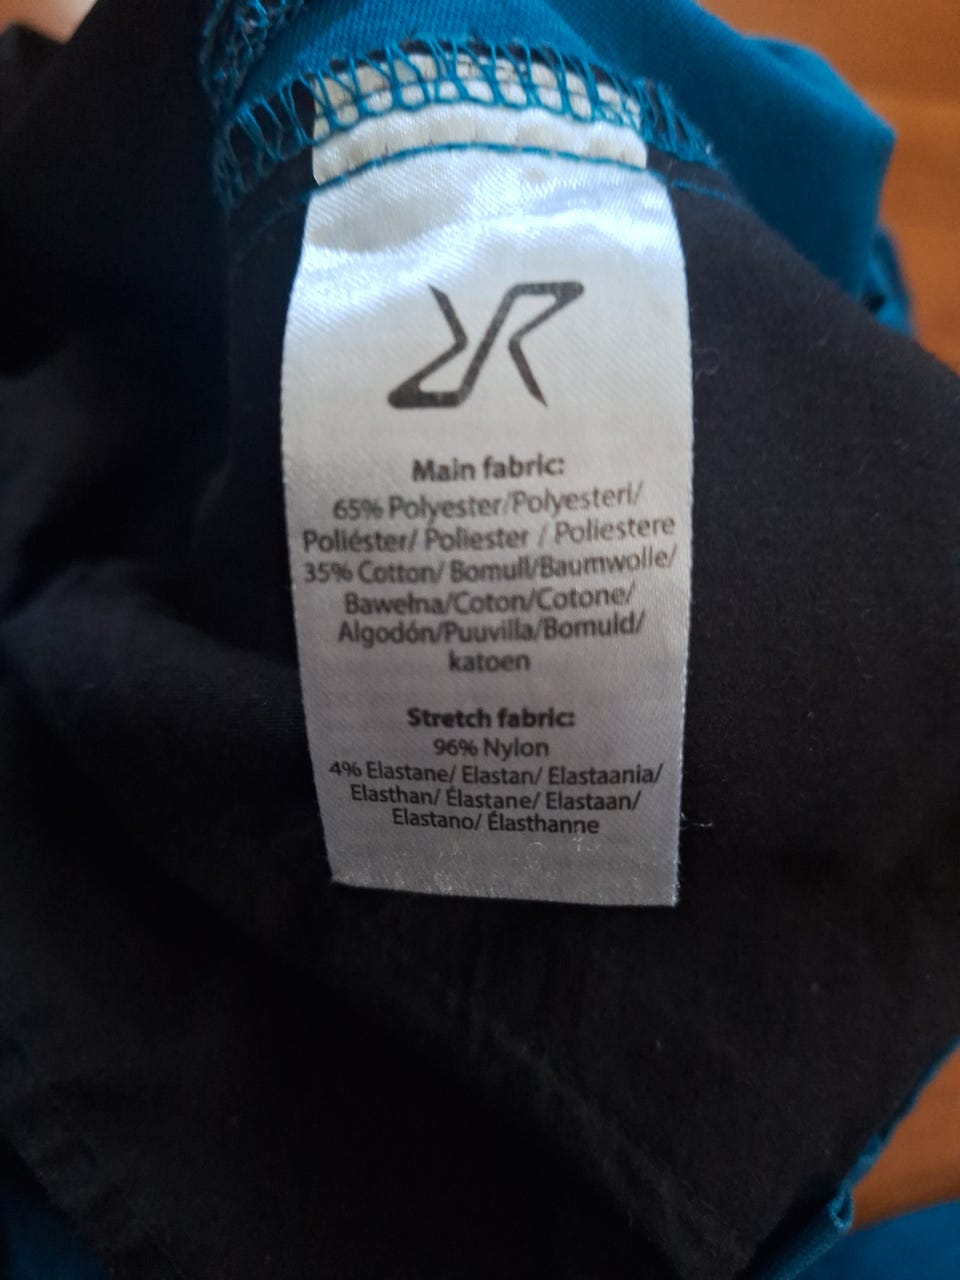 Main fabric:
65% Polyester/Polyesteri/
Poliéster/ Poliester / Poliestere
35% Cotton/ Bomull/Baumwolle/
Bawełna/Coton/Cotone/
Algodón/Puuvilla/Bomuld/
katoen
Stretch fabric:
96% Nylon
4% Elastane/ Elastan/ Elastaania/
Elasthan/ Élastane/ Elastaan/
Elastano/ Élasthanne